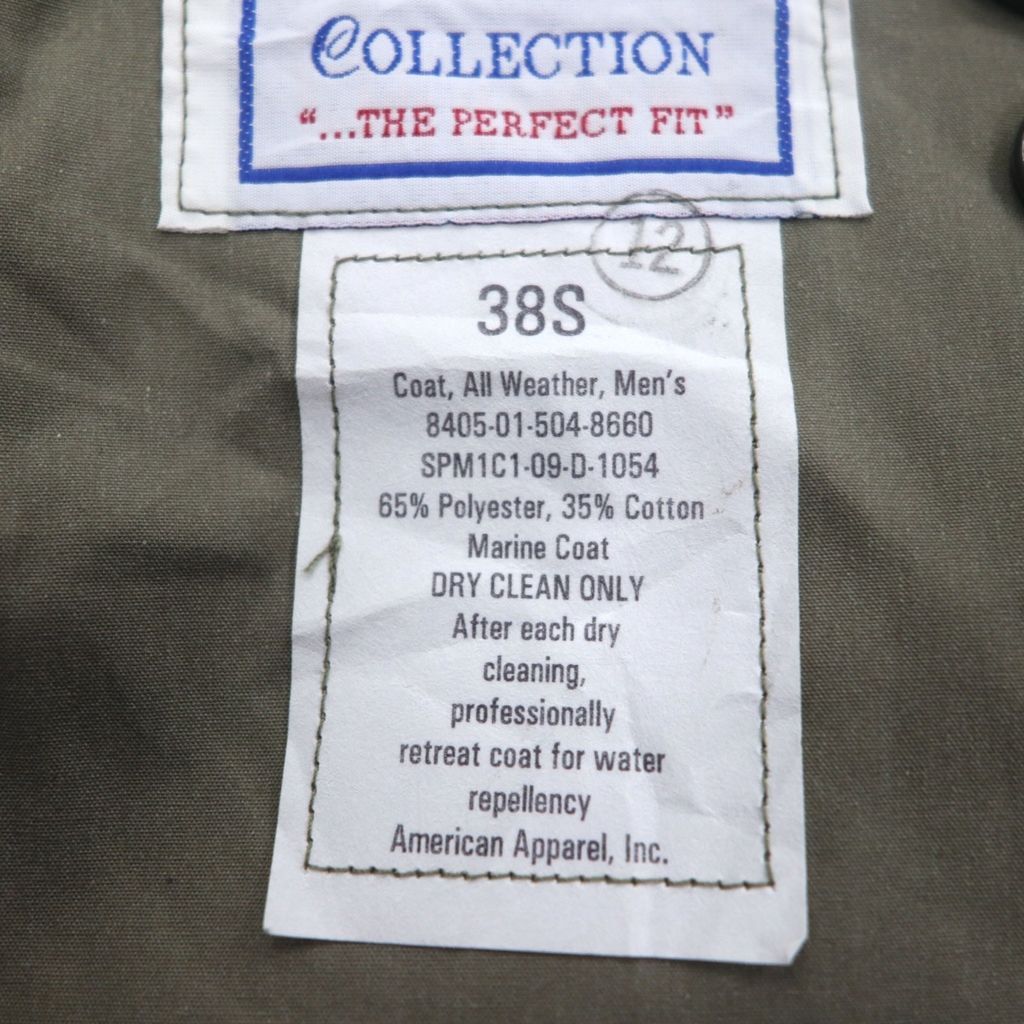 COLLECTION
“...THE PERFECT FIT”
12
38S
Coat, All Weather, Men's
8405-01-504-8660
SPM1C1-09-D-1054
65% Polyester, 35% Cotton
Marine Coat
DRY CLEAN ONLY
After each dry
cleaning,
professionally
retreat coat for water
repellency
American Apparel, Inc.